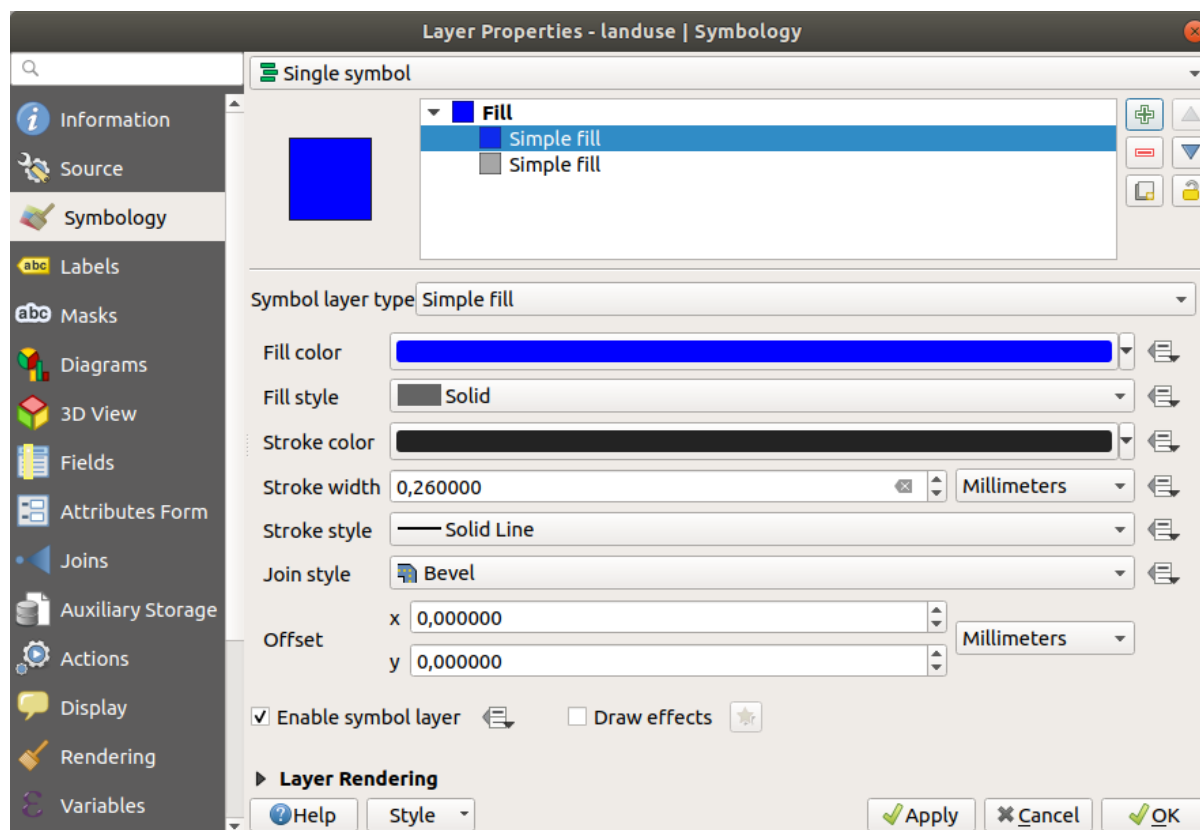 Layer Properties - landuse | Symbology
Information
Source
Symbology
abc Labels
abc Masks
Diagrams
3D View
Fields
Attributes Form
Joins
Auxiliary Storage
Actions
Display
Rendering
Variables
Single symbol
Fill
Simple fill
Simple fill
Symbol layer type Simple fill
Fill color
Fill style Solid
Stroke color
Stroke width 0,260000 Millimeters
Stroke style Solid Line
Join style Bevel
Offset x 0,000000 Millimeters
y 0,000000
Enable symbol layer Draw effects
Layer Rendering
Help Style Apply Cancel OK